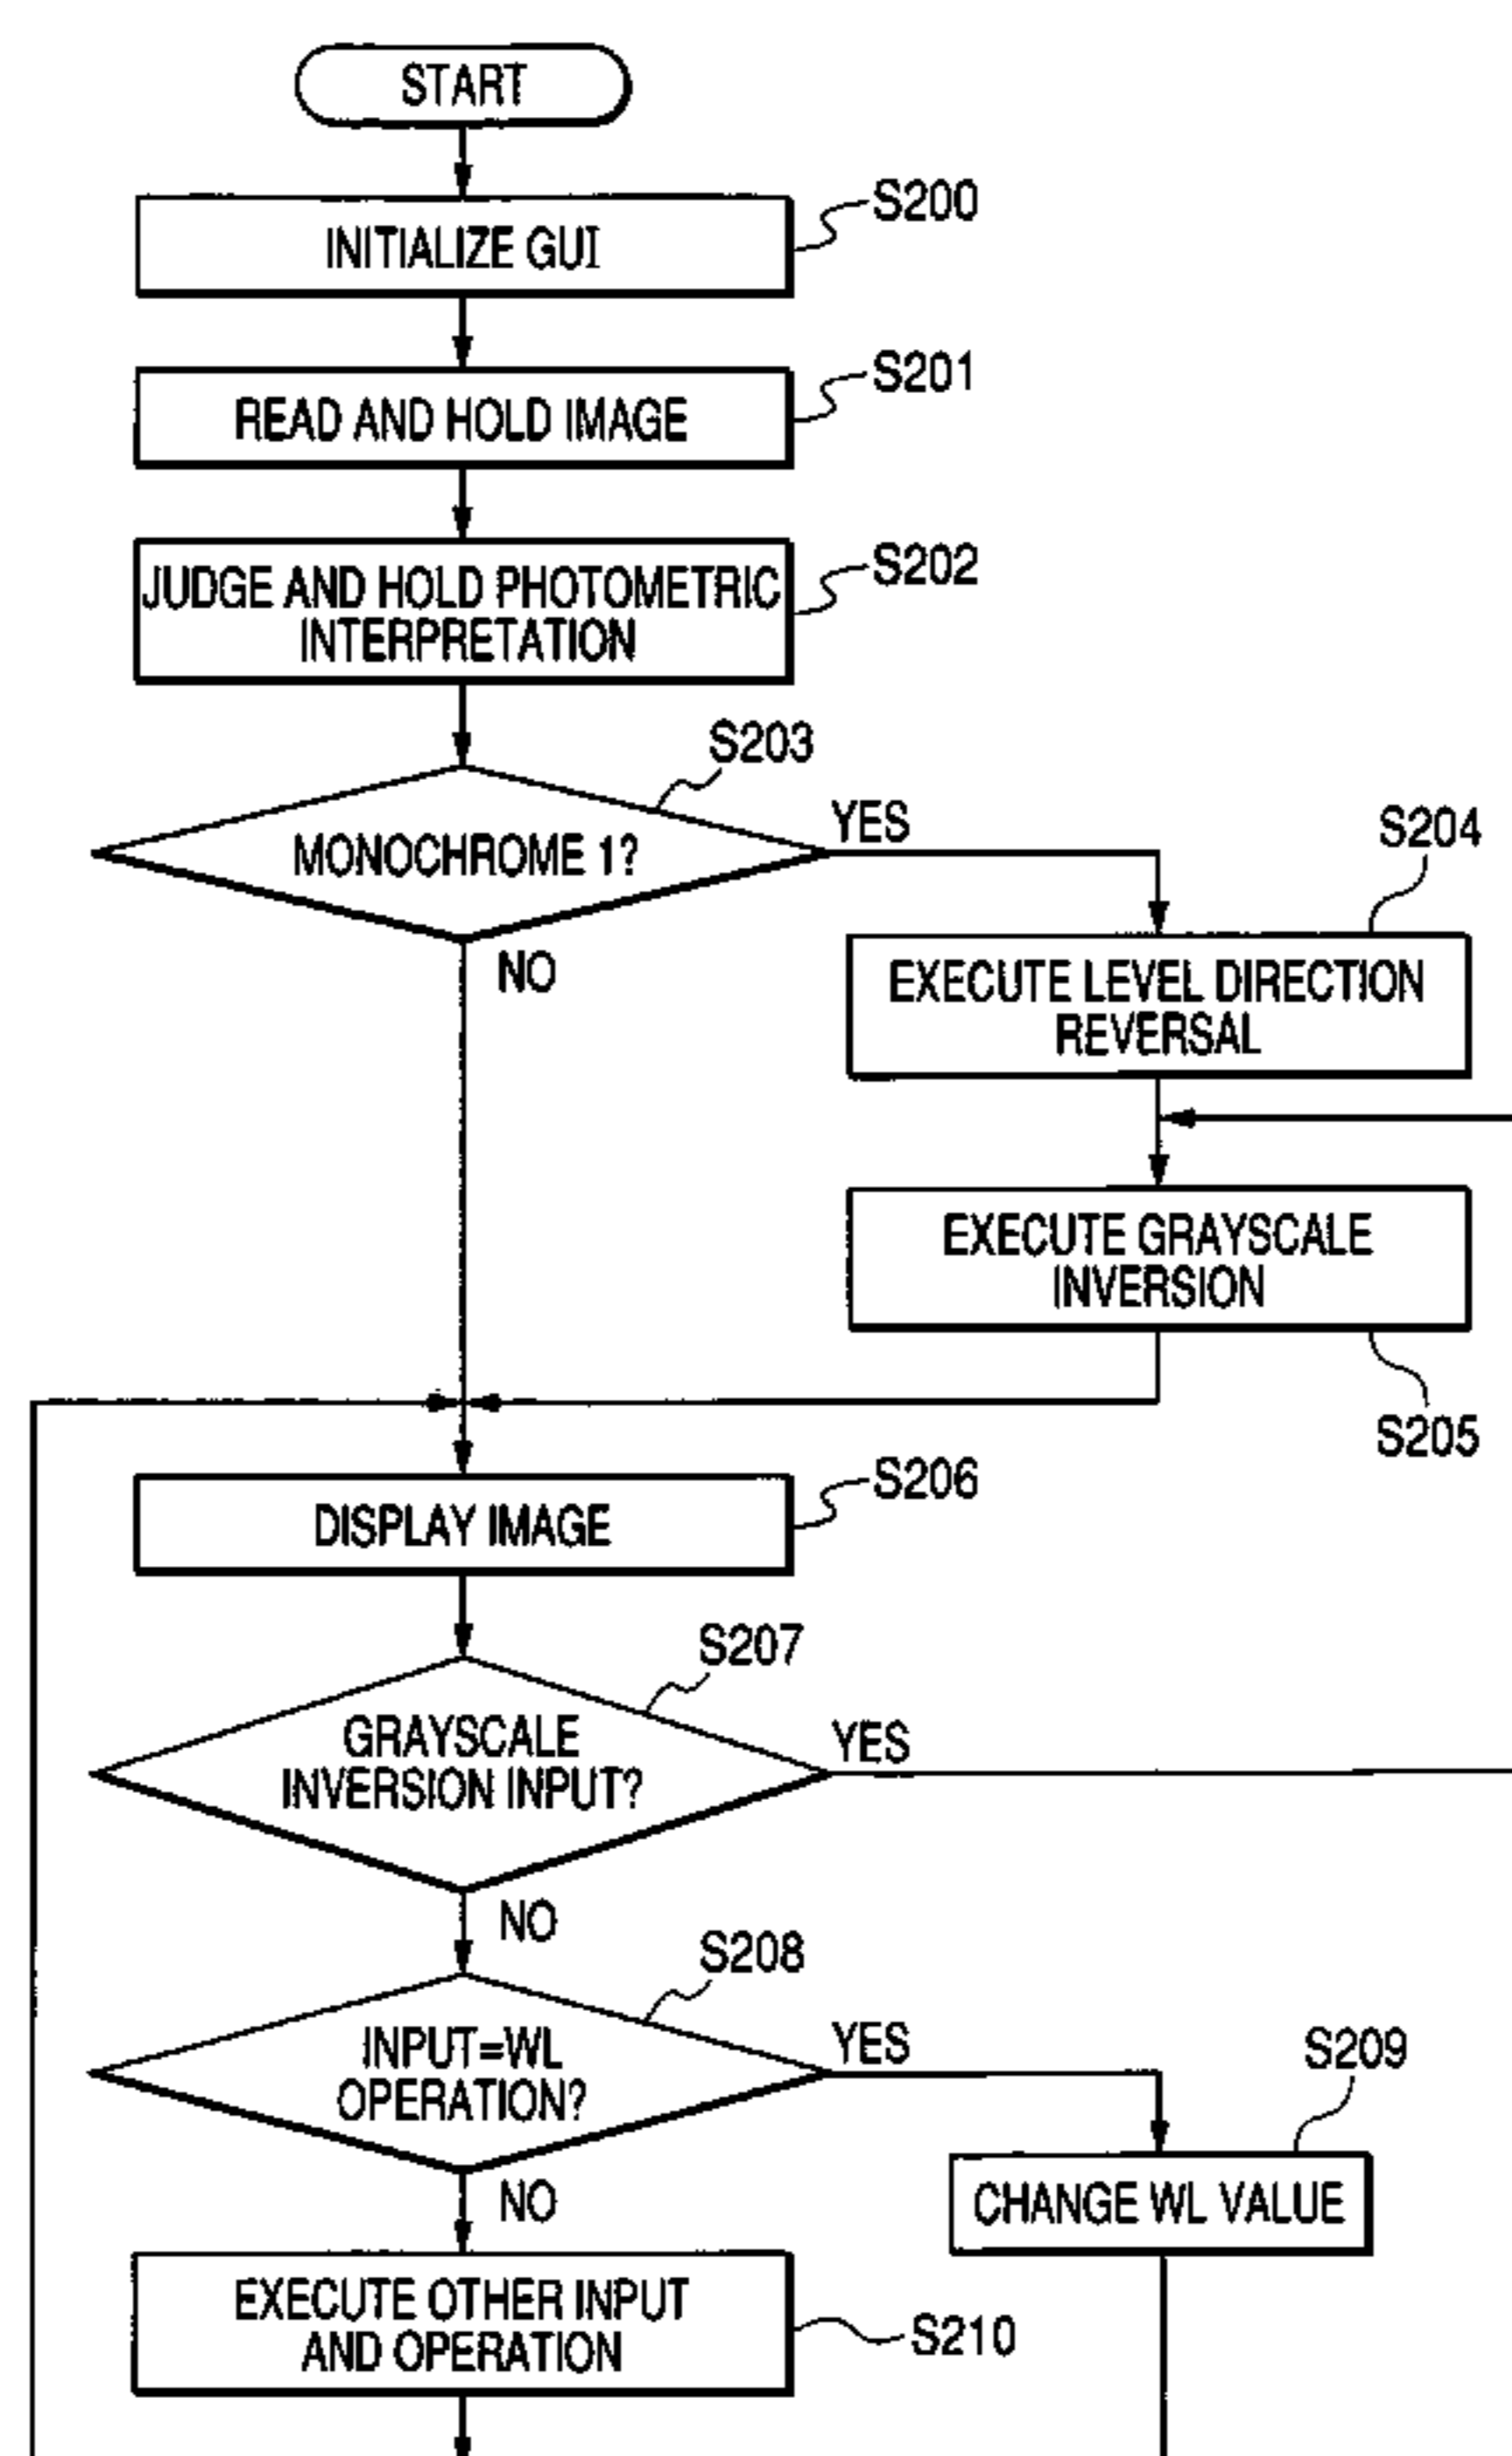 START
S200
INITIALIZE GUI
S201
READ AND HOLD IMAGE
S202
JUDGE AND HOLD PHOTOMETRIC
INTERPRETATION
S203
MONOCHROME 1?
YES
NO
S204
EXECUTE LEVEL DIRECTION
REVERSAL
EXECUTE GRAYSCALE
INVERSION
S205
S206
DISPLAY IMAGE
S207
GRAYSCALE
INVERSION INPUT?
YES
NO
S208
INPUT=WL
OPERATION?
YES
NO
S209
CHANGE WL VALUE
EXECUTE OTHER INPUT
AND OPERATION
S210